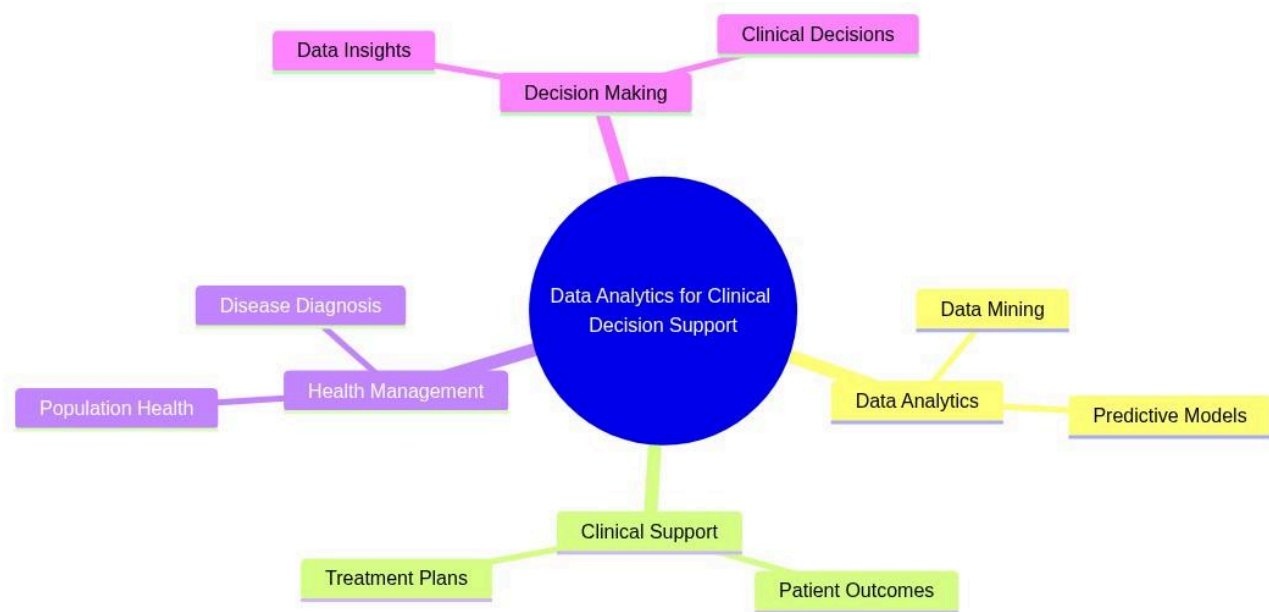 Clinical Decisions
Data Insights
Decision Making
Data Analytics for Clinical
Decision Support
Disease Diagnosis
Data Mining
Health Management
Data Analytics
Population Health
Predictive Models
Clinical Support
Treatment Plans
Patient Outcomes